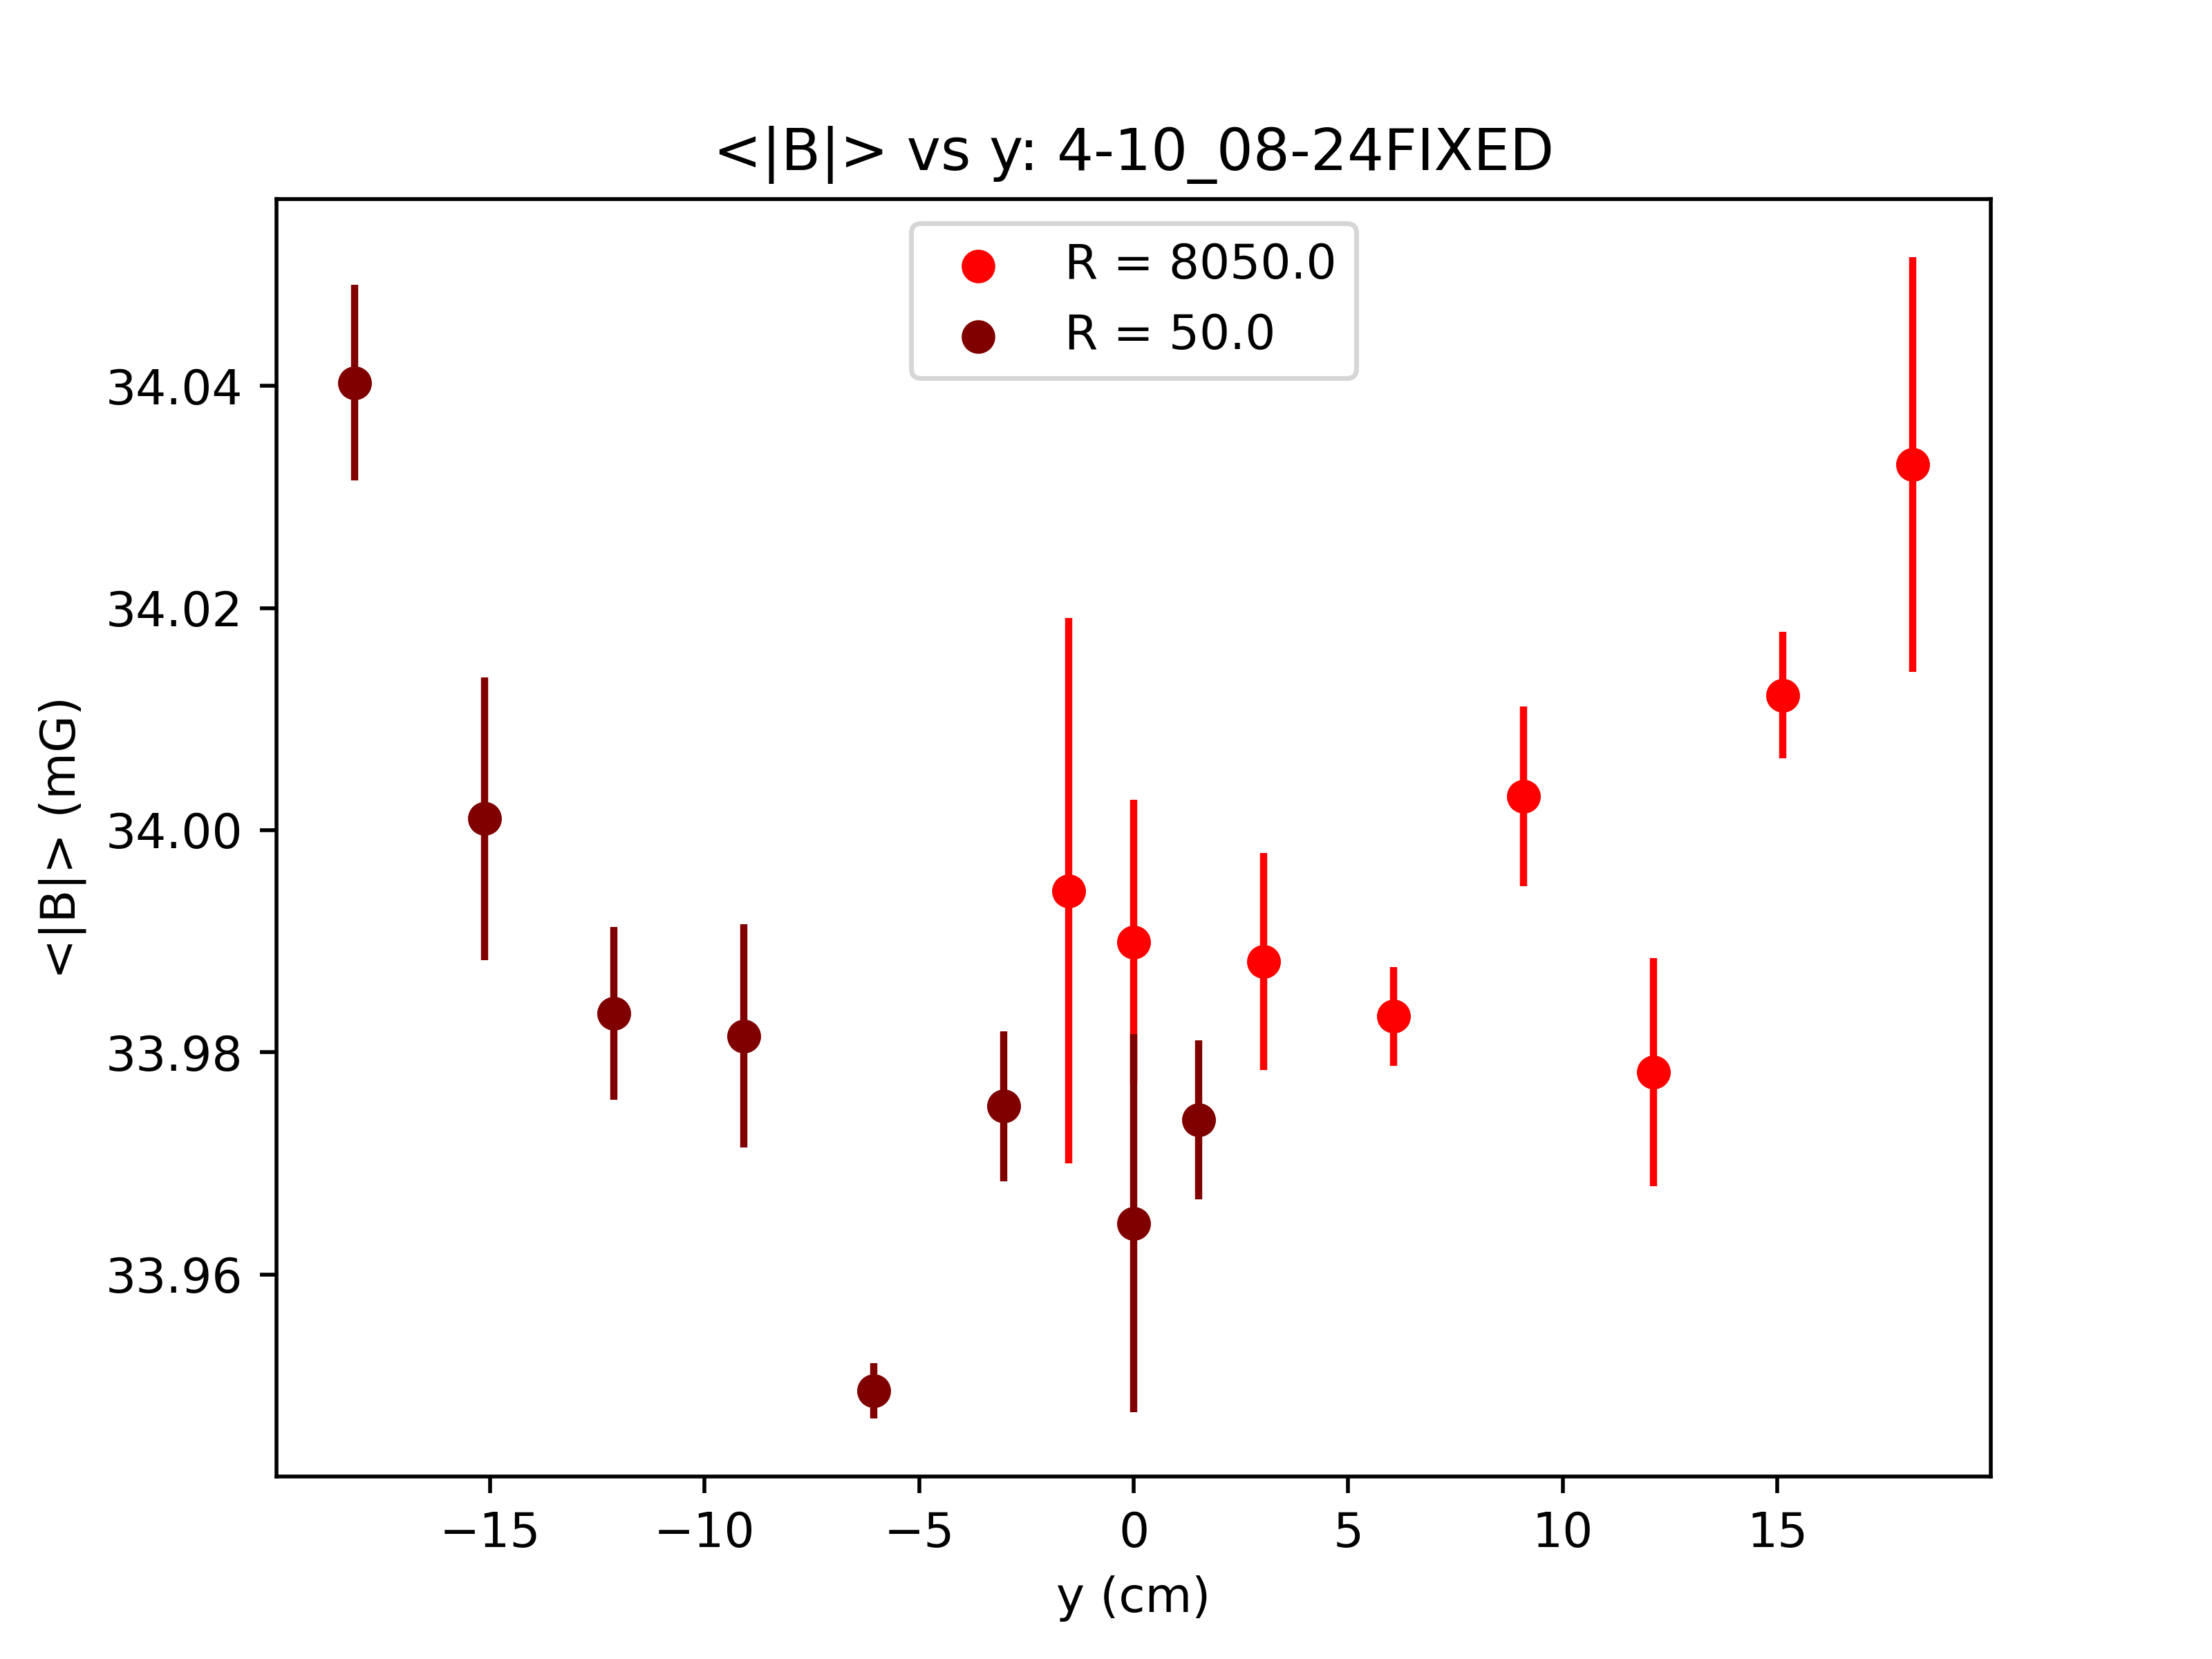 <|B|> vs y: 4-10_08-24FIXED
R = 8050.0
R = 50.0
34.04
34.02
34.00
33.98
33.96
<|B|> (mG)
−15 −10 −5 0 5 10 15
y (cm)